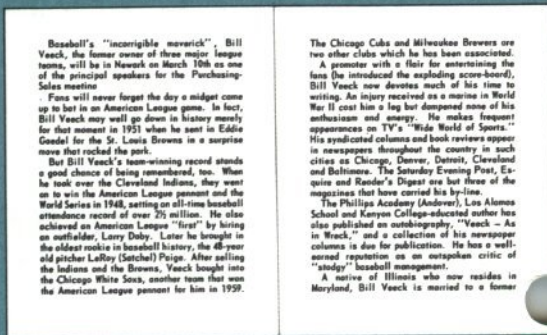 Baseball's "incorrigible maverick", Bill
Veeck, the former owner of three major league
teams, will be in Newark on March 10th as one
of the principal speakers for the Purchasing-
Sales meeting
. Fans will never forget the day a midget came
up to bat in an American League game. In fact,
Bill Veeck may well go down in history merely
for that moment in 1951 when he sent in Eddie
Gaedel for the St. Louis Browns in a surprise
move that rocked the park.
But Bill Veeck's team-winning record stands
a good chance of being remembered, too. When
he took over the Cleveland Indians, they went
on to win the American League pennant and the
World Series in 1948, setting an all-time baseball
attendance record of over 2½ million. He also
achieved an American League "first" by hiring
an outfielder, Larry Doby. Later he brought in
the oldest rookie in baseball history, the 48-year
old pitcher LeRoy (Satchel) Paige. After selling
the Indians and the Browns, Veeck bought into
the Chicago White Soxs, another team that won
the American League pennant for him in 1959.
The Chicago Cubs and Milwaukee Brewers are
two other clubs which he has been associated.
A promoter with a flair for entertaining the
fans (he introduced the exploding score-board),
Bill Veeck now devotes much of his time to
writing. An injury received as a marine in World
War II cost him a leg but dampened none of his
enthusiasm and energy. He makes frequent
appearances on TV's "Wide World of Sports."
His syndicated columns and book reviews appear
in newspapers throughout the country in such
cities as Chicago, Denver, Detroit, Cleveland
and Baltimore. The Saturday Evening Post, Es-
quire and Reader's Digest are but three of the
magazines that have carried his by-line.
The Phillips Academy (Andover), Los Alamos
School and Kenyon College-educated author has
also published an autobiography, "Veeck – As
in Wreck," and a collection of his newspaper
columns is due for publication. He has a well-
earned reputation as an outspoken critic of
"stodgy" baseball management.
A native of Illinois who now resides in
Maryland, Bill Veeck is married to a former